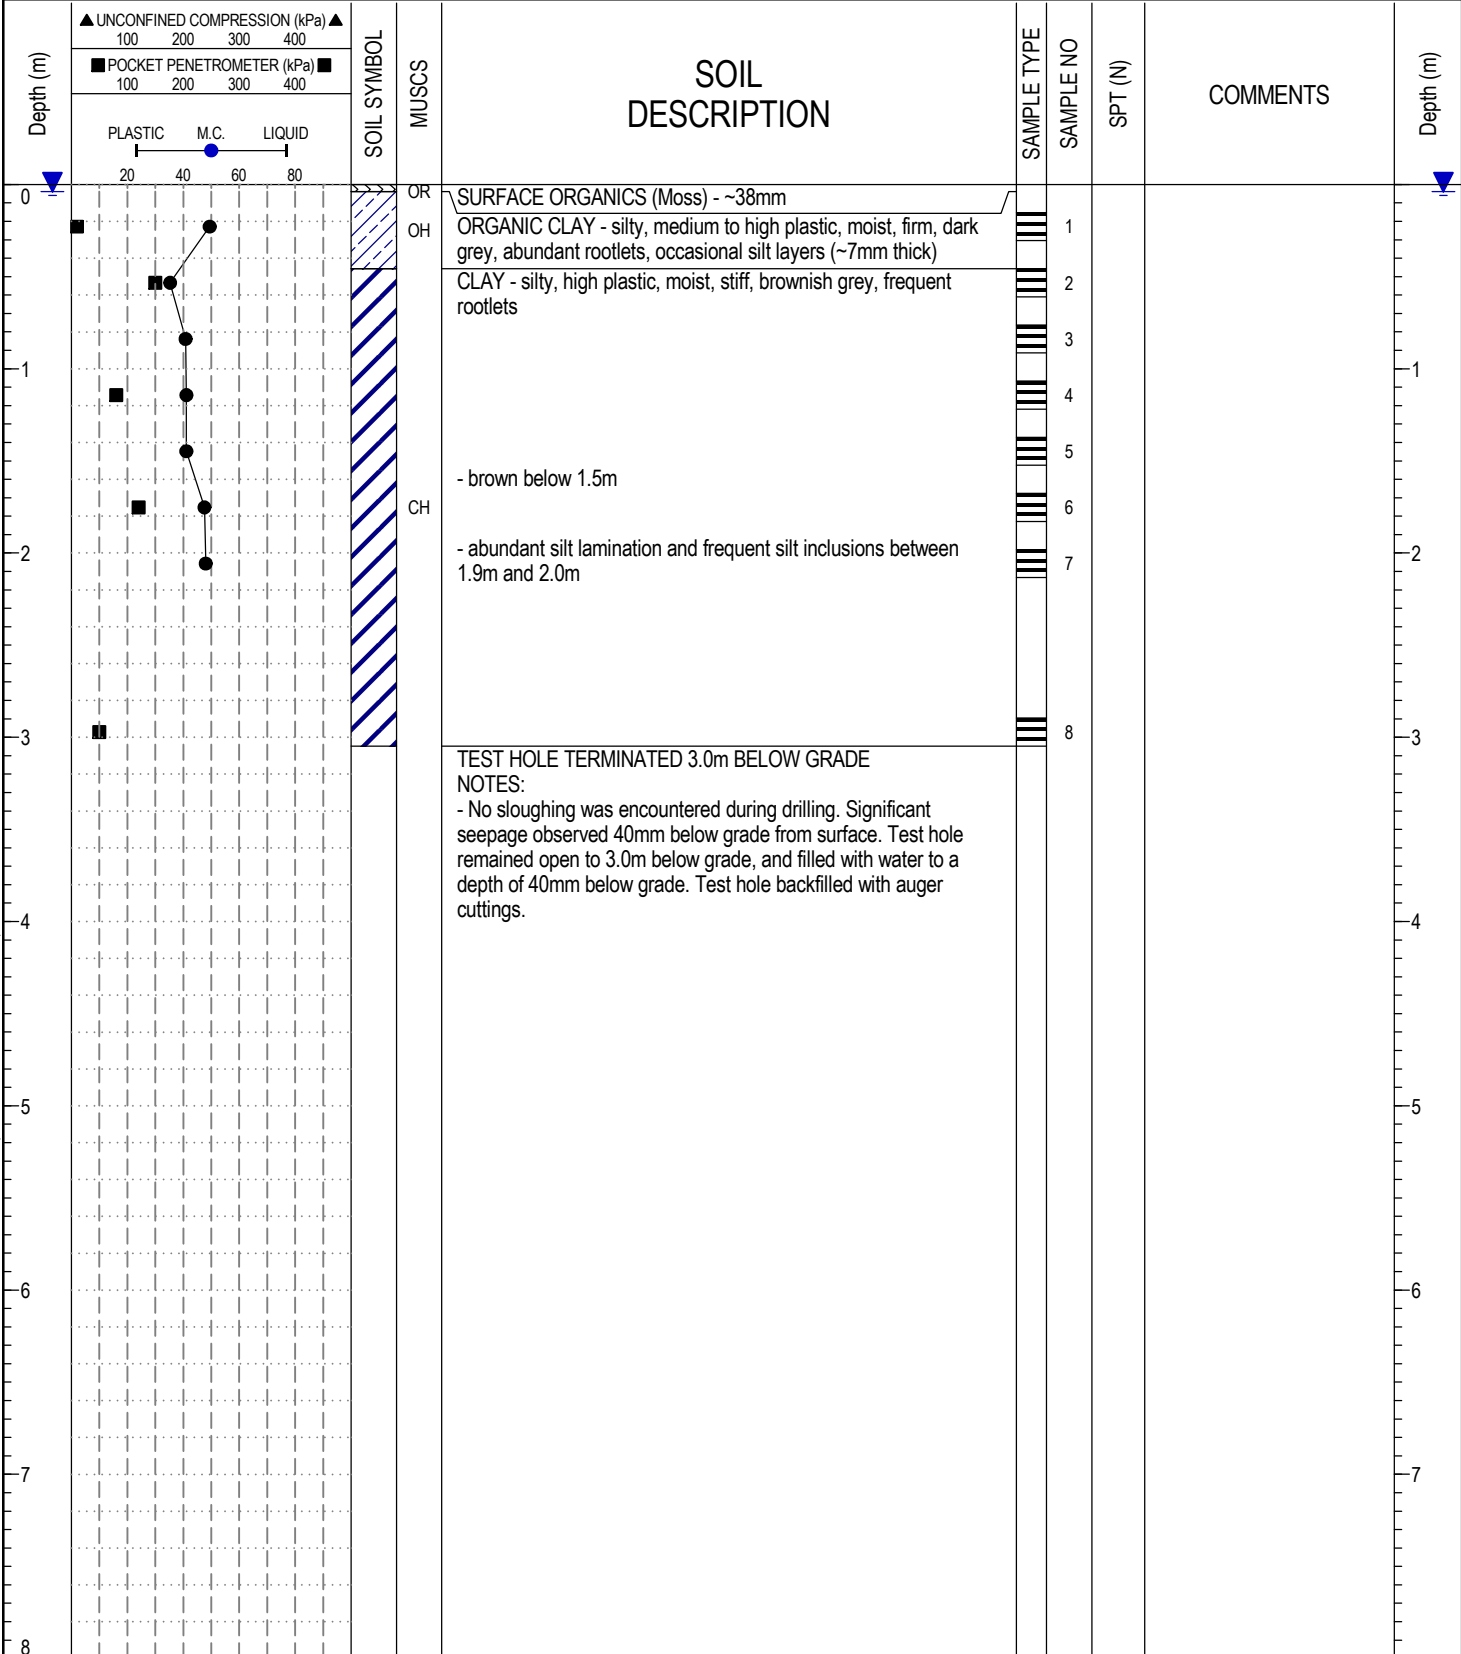 ▲ UNCONFINED COMPRESSION (kPa) ▲
100 200 300 400
■ POCKET PENETROMETER (kPa) ■
100 200 300 400
PLASTIC M.C. LIQUID
20 40 60 80
Depth (m)
SOIL SYMBOL
MUSCS
SOIL
DESCRIPTION
SAMPLE TYPE
SAMPLE NO
SPT (N)
COMMENTS
Depth (m)
0
OR
SURFACE ORGANICS (Moss) - ~38mm
OH
ORGANIC CLAY - silty, medium to high plastic, moist, firm, dark
grey, abundant rootlets, occasional silt layers (~7mm thick)
1
CLAY - silty, high plastic, moist, stiff, brownish grey, frequent
rootlets
2
3
1
1
4
5
- brown below 1.5m
CH
6
- abundant silt lamination and frequent silt inclusions between
1.9m and 2.0m
7
2
2
8
3
3
TEST HOLE TERMINATED 3.0m BELOW GRADE
NOTES:
- No sloughing was encountered during drilling. Significant
seepage observed 40mm below grade from surface. Test hole
remained open to 3.0m below grade, and filled with water to a
depth of 40mm below grade. Test hole backfilled with auger
cuttings.
4
4
5
5
6
6
7
7
8